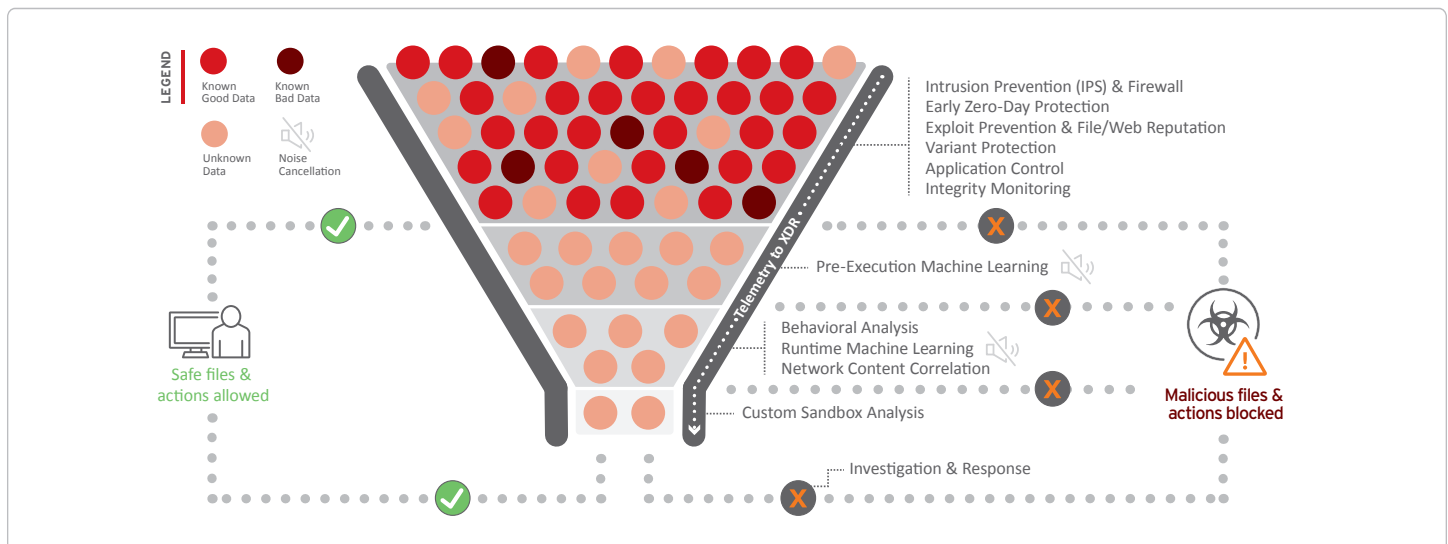 LEGEND
Known
Good Data
Known
Bad Data
Unknown
Data
Noise
Cancellation
Intrusion Prevention (IPS) & Firewall
Early Zero-Day Protection
Exploit Prevention & File/Web Reputation
Variant Protection
Application Control
Integrity Monitoring
X
Telemetry to XDR
Pre-Execution Machine Learning
X
Behavioral Analysis
Runtime Machine Learning
Network Content Correlation
Safe files &
actions allowed
X
Malicious files &
actions blocked
Custom Sandbox Analysis
Investigation & Response
X